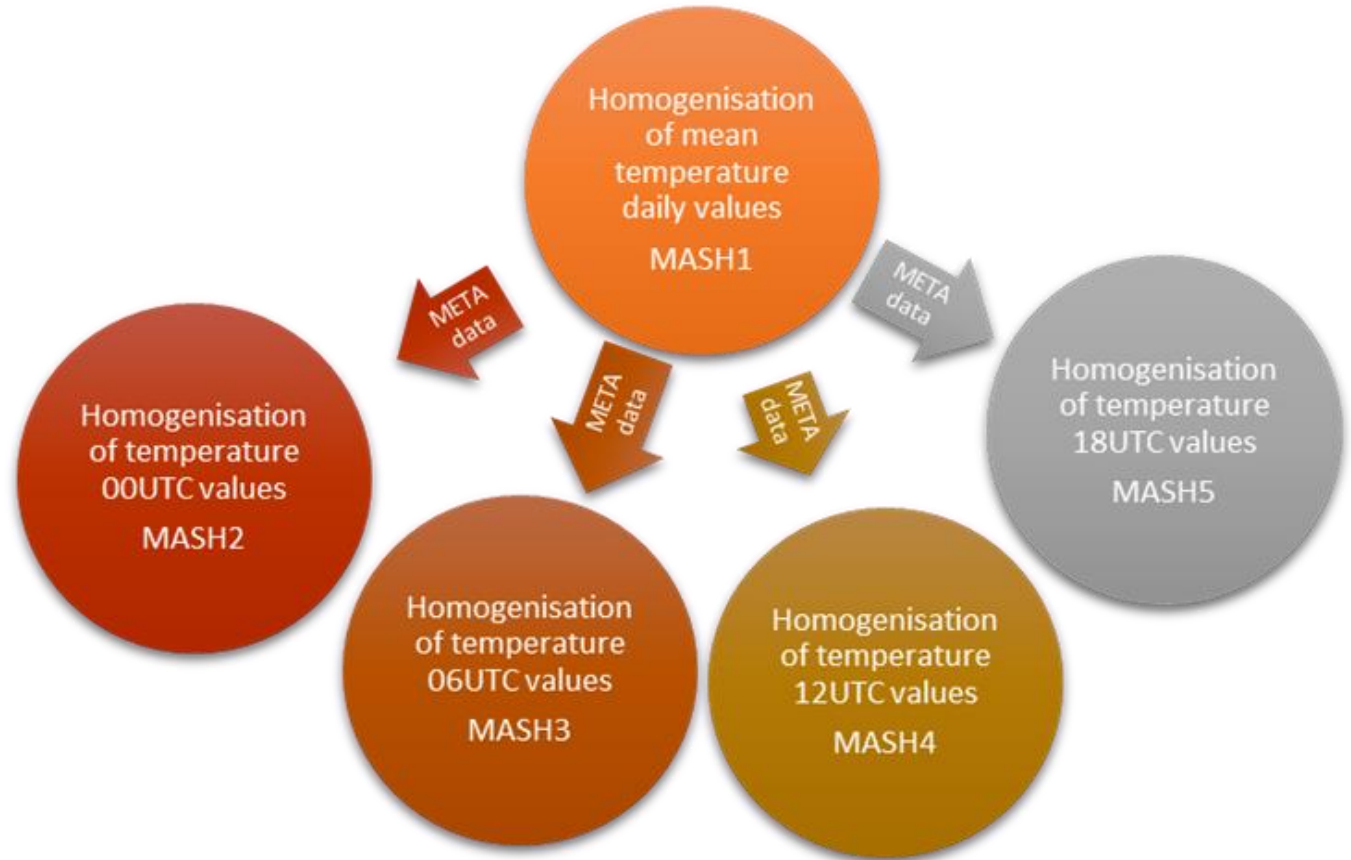 Homogenisation
of mean
temperature
daily values
MASH1
META
data
META
data
META
data
META
data
Homogenisation
of temperature
00UTC values
MASH2
Homogenisation
of temperature
06UTC values
MASH3
Homogenisation
of temperature
12UTC values
MASH4
Homogenisation
of temperature
18UTC values
MASH5